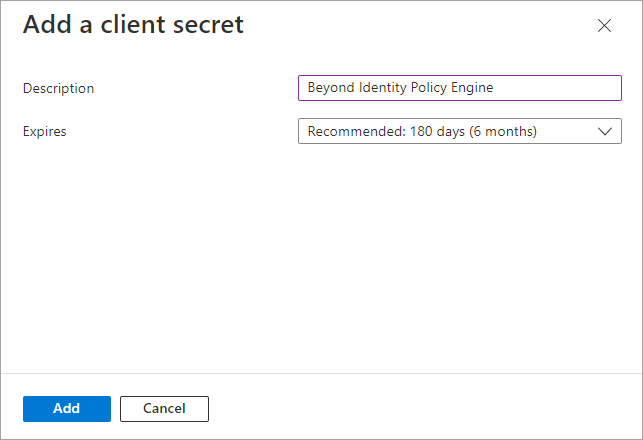 Add a client secret
Description
Beyond Identity Policy Engine
Expires
Recommended: 180 days (6 months)
Add
Cancel